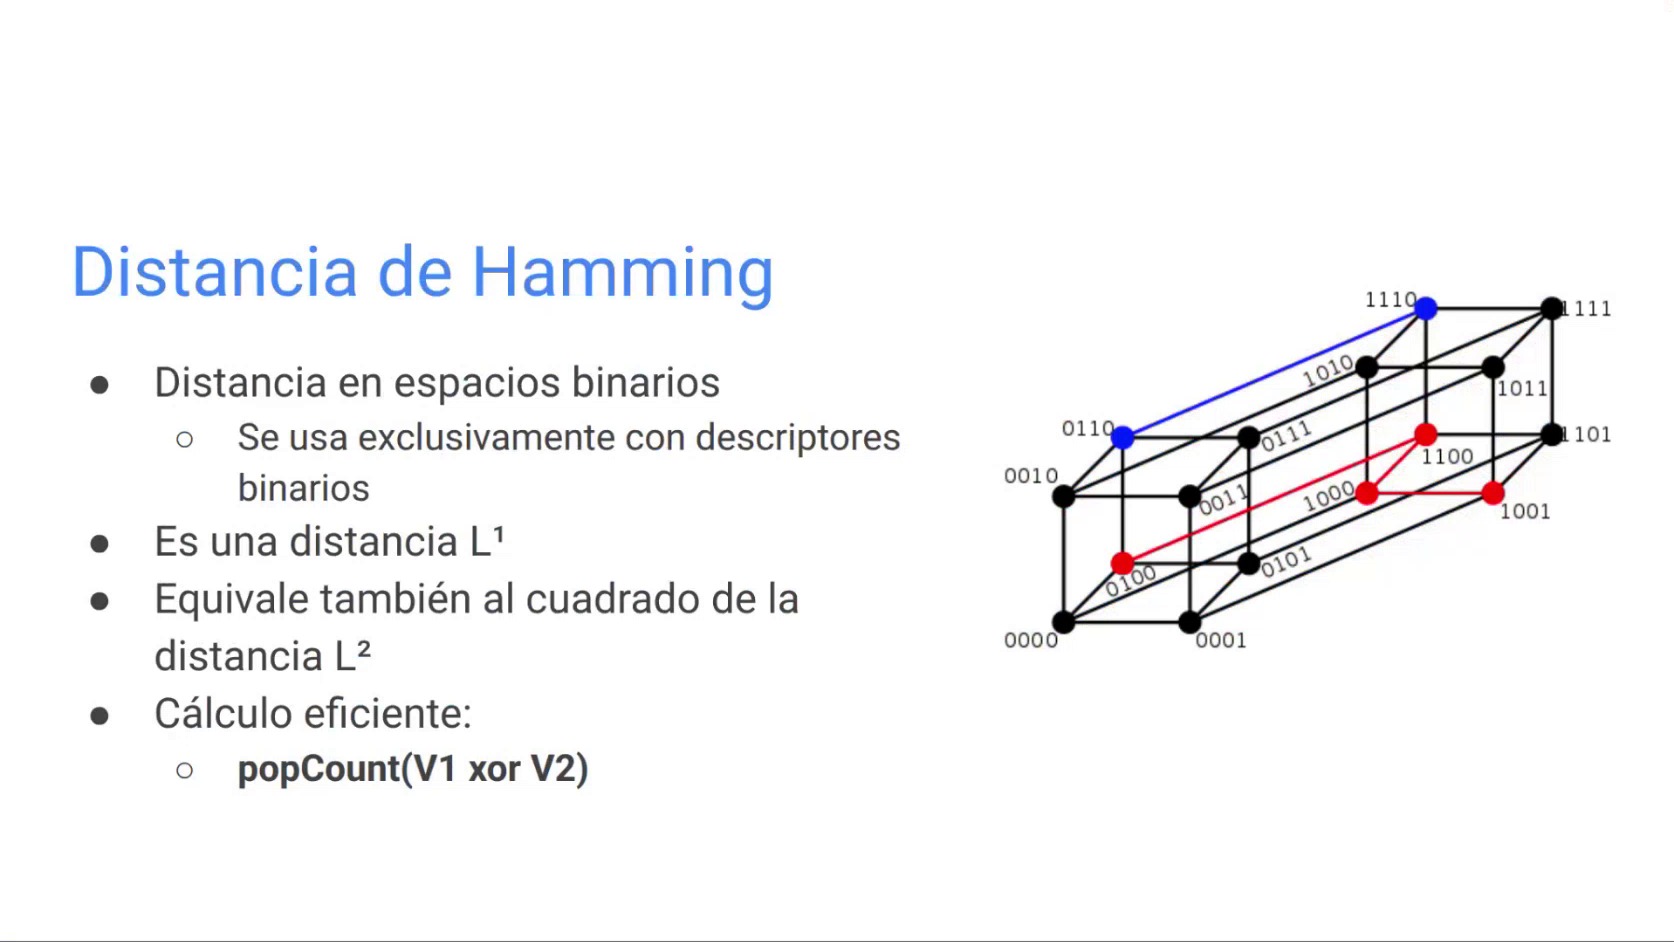 Distancia de Hamming
● Distancia en espacios binarios
○ Se usa exclusivamente con descriptores
binarios
● Es una distancia L¹
● Equivale también al cuadrado de la
distancia L²
● Cálculo eficiente:
○ popCount(V1 xor V2)
1110
1111
1010
1011
0110
0111
1101
1100
0010
0011
1000
1001
0100
0101
0000
0001